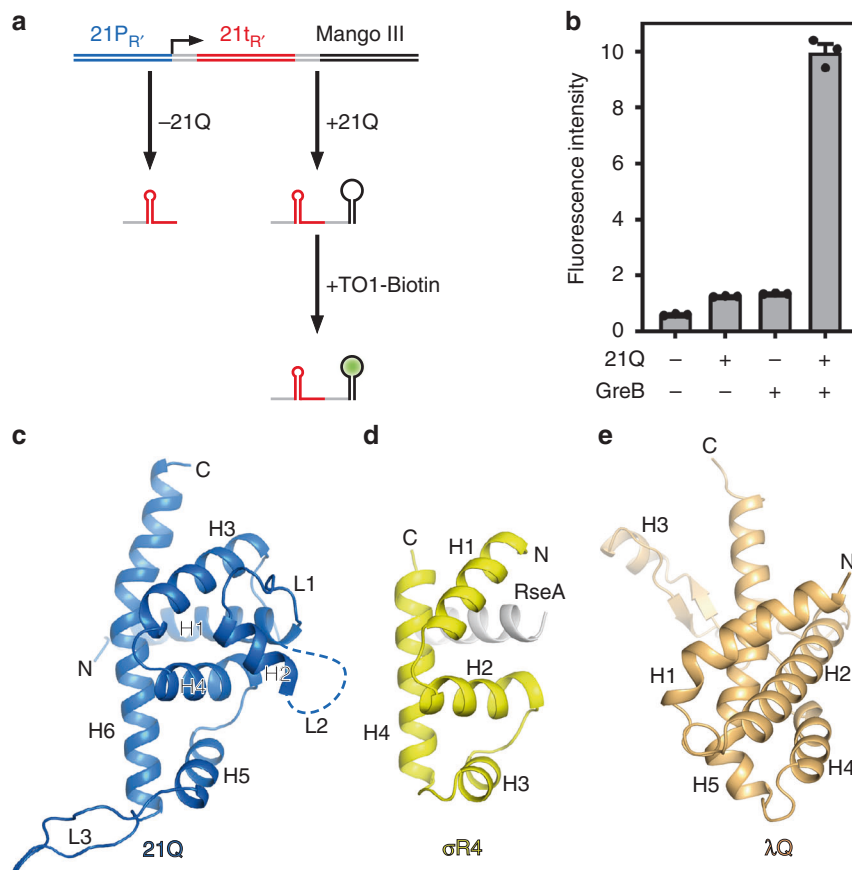 a
21P_R′ 21t_R′ Mango III
–21Q +21Q
+TO1-Biotin
b
Fluorescence intensity
10
8
6
4
2
0
21Q – + – +
GreB – – + +
c
C
H3
L1
H1
N
H4 H2
L2
H6
H5
L3
21Q
d
C H1 N
RseA
H2
H4
H3
σR4
e
C
H3
N
H1 H2
H5 H4
λQ